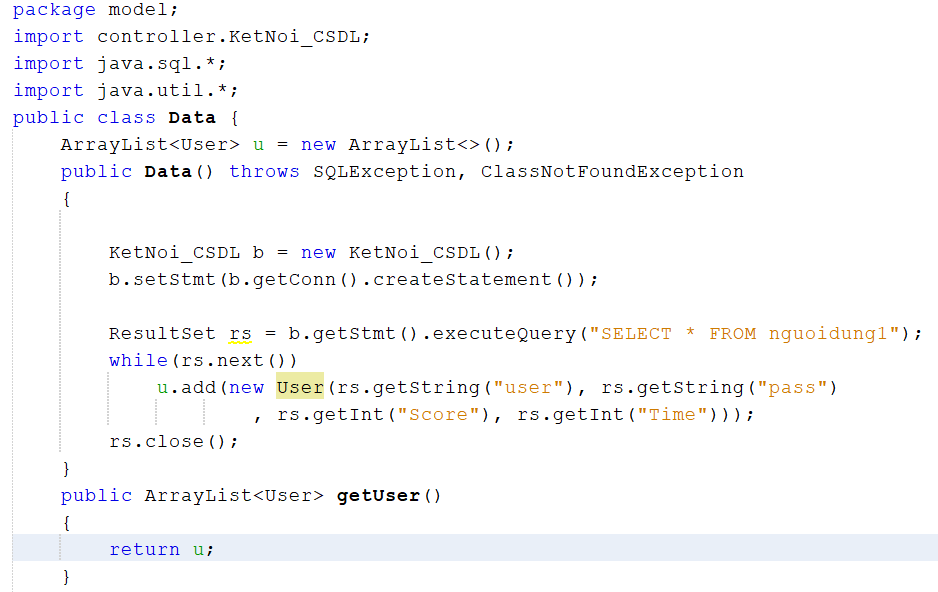 package model;
import controller.KetNoi_CSDL;
import java.sql.*;
import java.util.*;
public class Data {
    ArrayList<User> u = new ArrayList<>();
    public Data() throws SQLException, ClassNotFoundException
    {
        KetNoi_CSDL b = new KetNoi_CSDL();
        b.setStmt(b.getConn().createStatement());
        ResultSet rs = b.getStmt().executeQuery("SELECT * FROM nguoidung1");
        while(rs.next())
            u.add(new User(rs.getString("user"), rs.getString("pass")
                    , rs.getInt("Score"), rs.getInt("Time")));
        rs.close();
    }
    public ArrayList<User> getUser()
    {
        return u;
    }